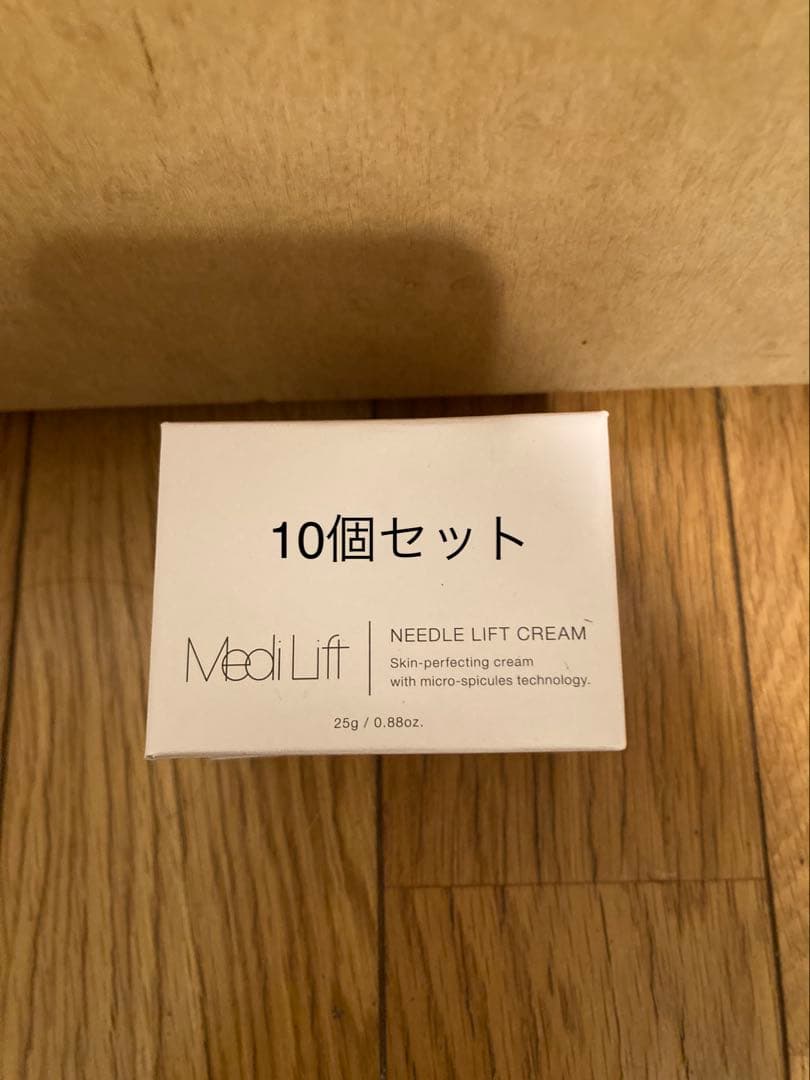 10個セット
Medi Lift
NEEDLE LIFT CREAM
Skin-perfecting cream
with micro-spicules technology.
25g / 0.88oz.